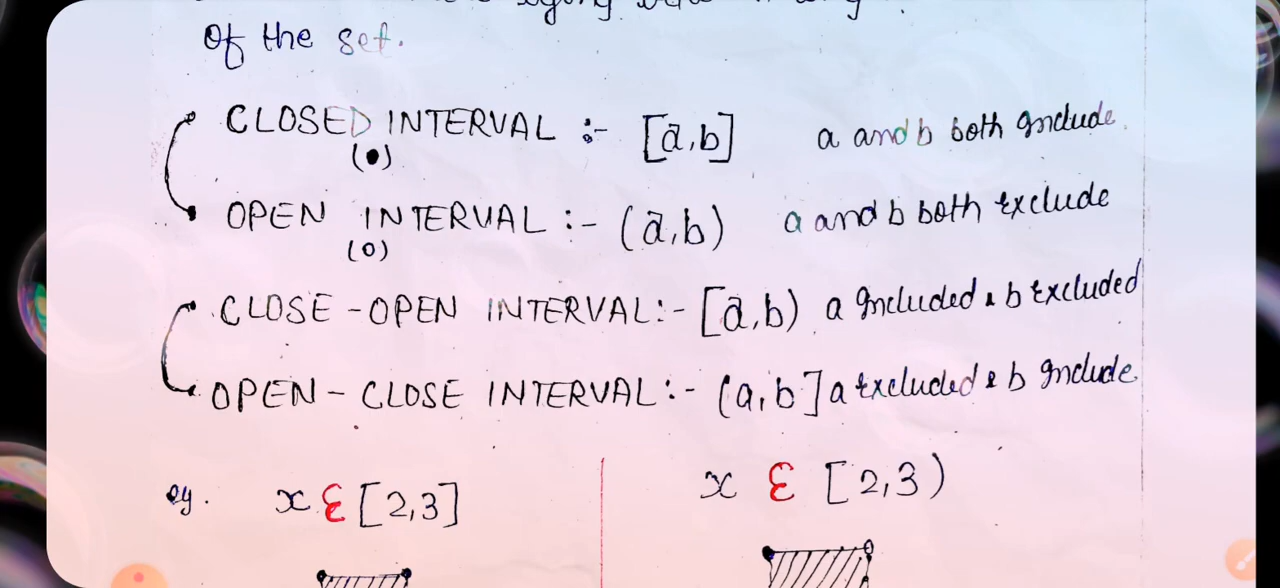 of the set.
CLOSED INTERVAL :- [a,b] a and b both Include.
(•)
OPEN INTERVAL :- (a,b) a and b both Exclude
(o)
CLOSE-OPEN INTERVAL:- [a,b) a Included & b Excluded
OPEN-CLOSE INTERVAL:- (a,b] a Excluded & b Include
eg. x ε [2,3] x ε [2,3)